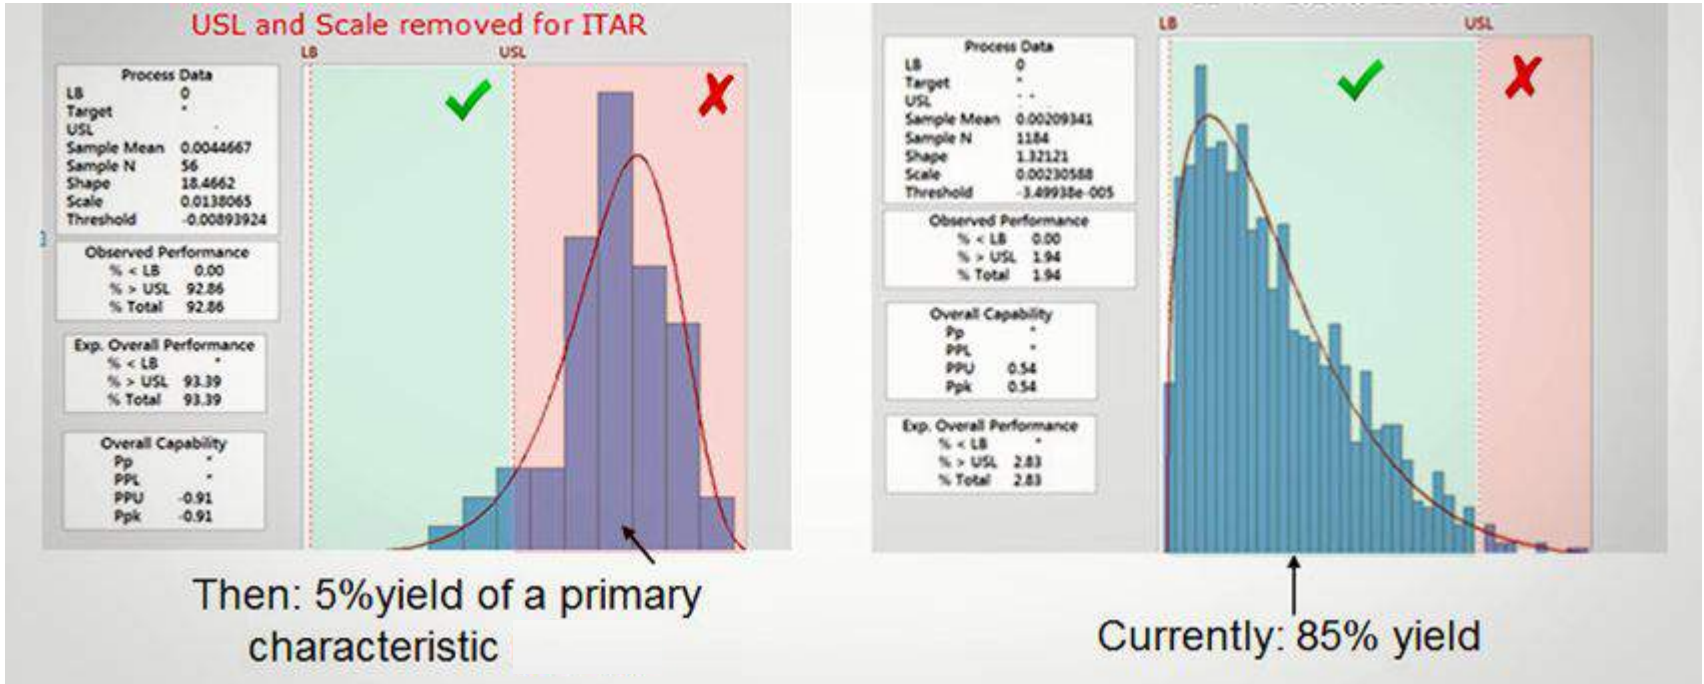 USL and Scale removed for ITAR
LB USL
Process Data
LB 0
Target *
USL
Sample Mean 0.0044667
Sample N 56
Shape 18.4662
Scale 0.0138065
Threshold -0.00893924
Observed Performance
% < LB 0.00
% > USL 92.86
% Total 92.86
Exp. Overall Performance
% < LB *
% > USL 93.39
% Total 93.39
Overall Capability
Pp *
PPL *
PPU -0.91
Ppk -0.91
Then: 5%yield of a primary
characteristic
LB USL
Process Data
LB 0
Target *
USL
Sample Mean 0.00209341
Sample N 1184
Shape 1.32121
Scale 0.00230588
Threshold -3.49938e-005
Observed Performance
% < LB 0.00
% > USL 1.94
% Total 1.94
Overall Capability
Pp *
PPL *
PPU 0.54
Ppk 0.54
Exp. Overall Performance
% < LB *
% > USL 2.83
% Total 2.83
Currently: 85% yield